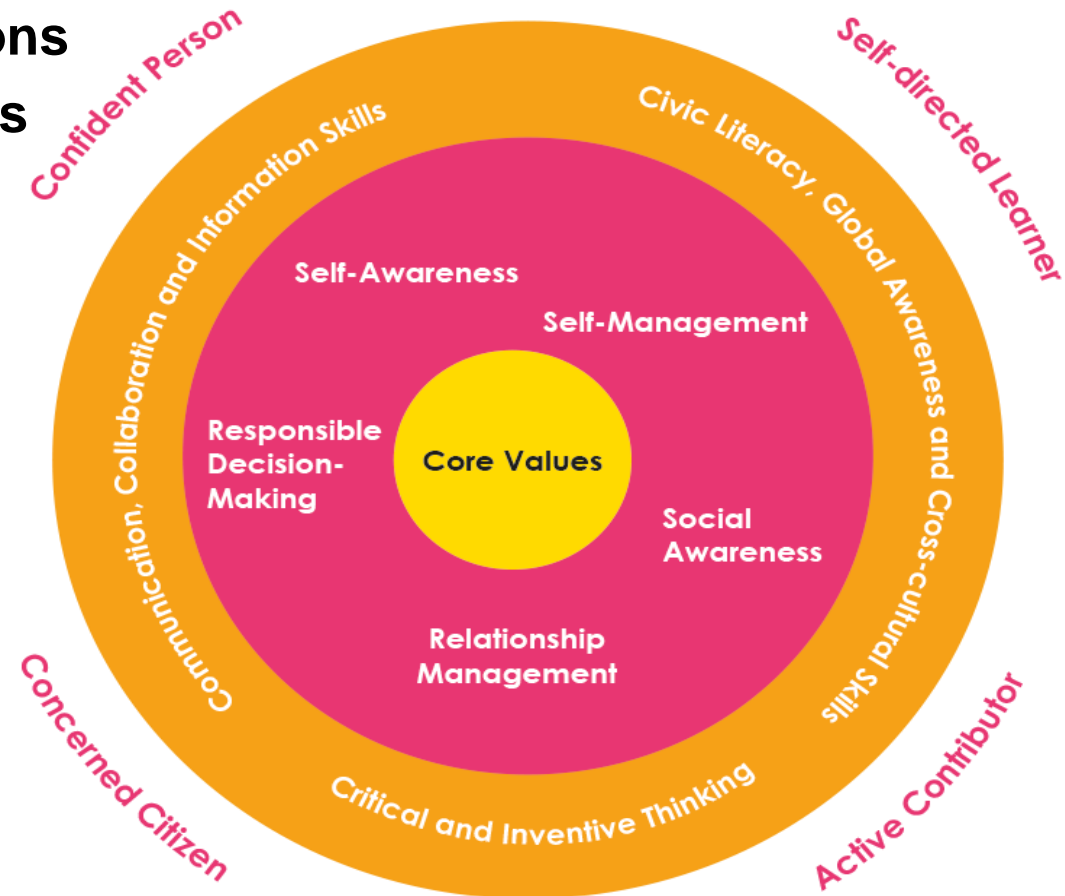 ons
s
Confident Person
Self-directed Learner
Communication, Collaboration and Information Skills
Civic Literacy, Global Awareness and Cross-cultural Skills
Self-Awareness
Self-Management
Responsible
Decision-
Making
Core Values
Social
Awareness
Relationship
Management
Critical and Inventive Thinking
Concerned Citizen
Active Contributor